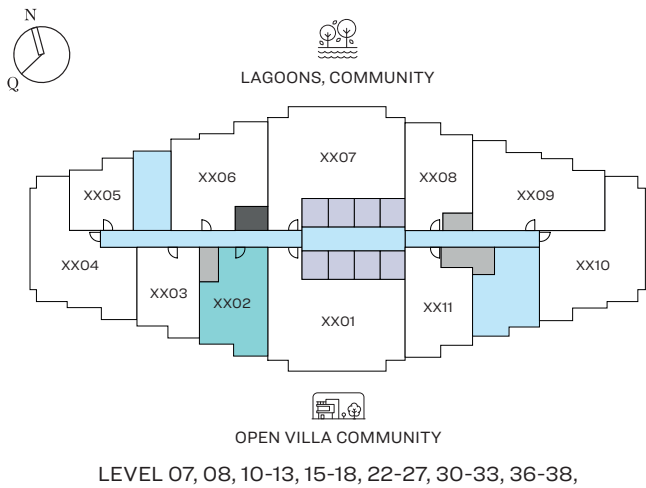 N
Q
LAGOONS, COMMUNITY
XX07
XX06
XX08
XX05
XX09
XX04
XX10
XX03
XX02
XX01
XX11
OPEN VILLA COMMUNITY
LEVEL 07, 08, 10-13, 15-18, 22-27, 30-33, 36-38,